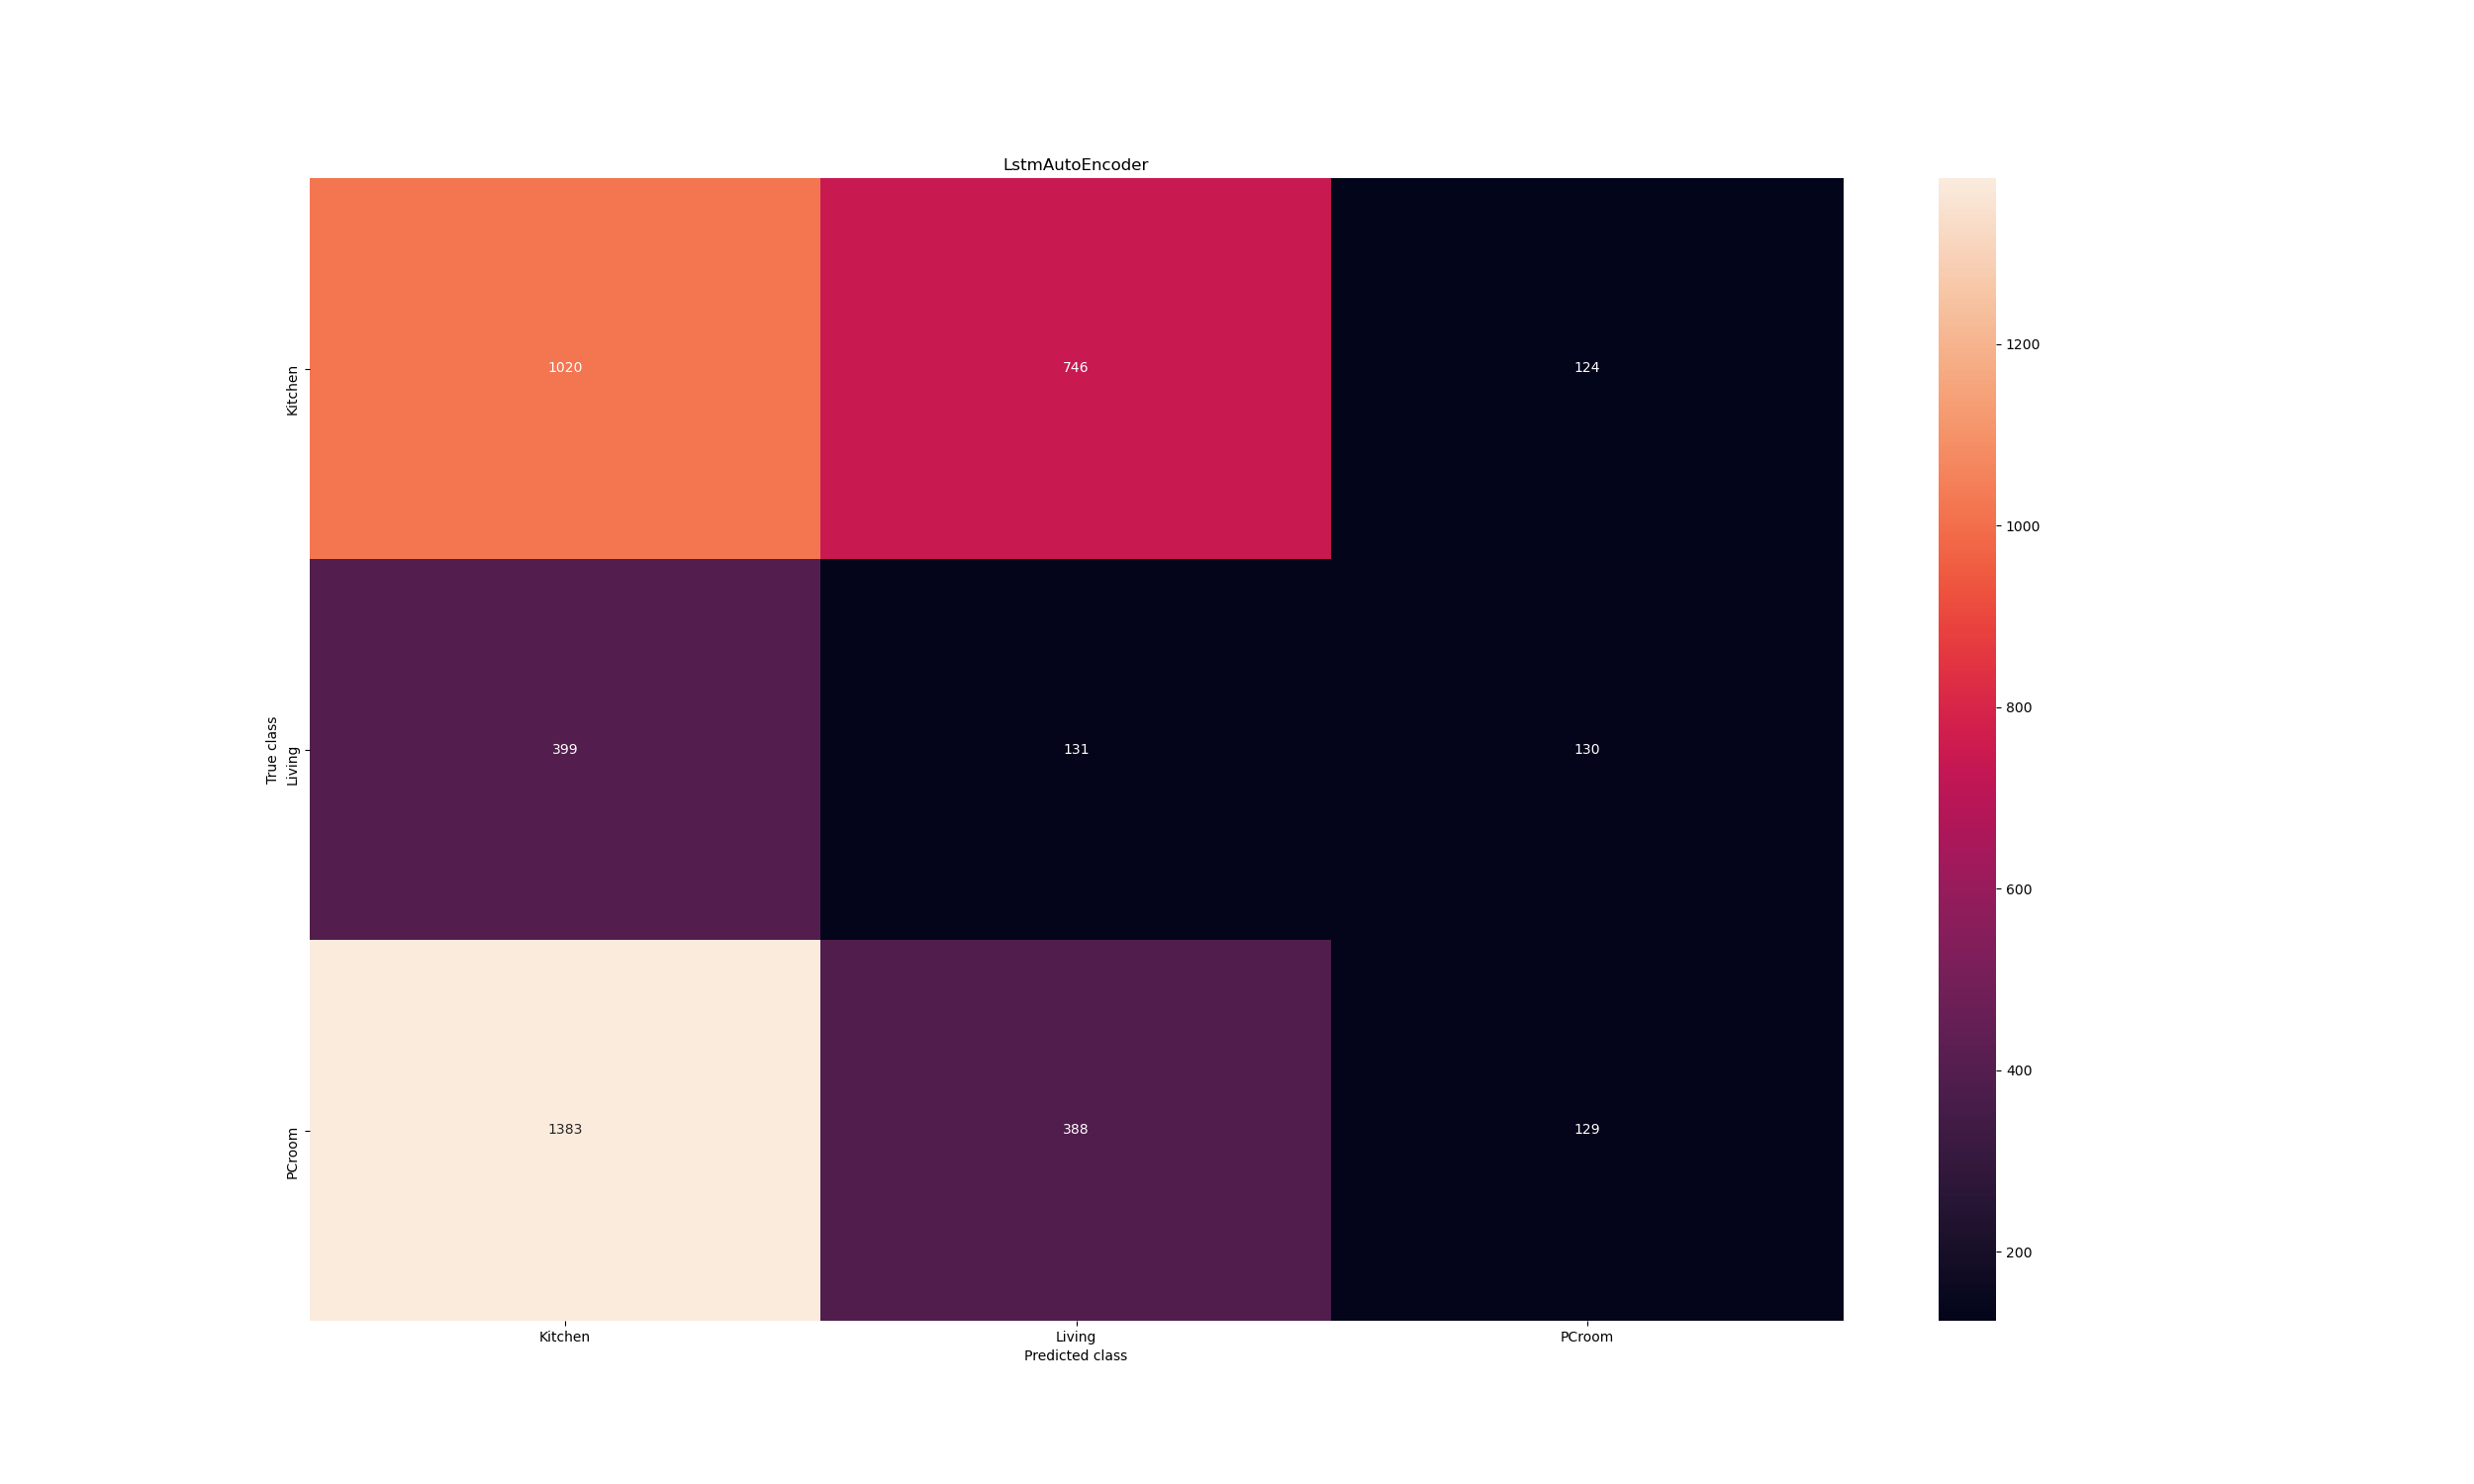 LstmAutoEncoder
Kitchen
1020
746
124
1200
1000
True class
Living
399
131
130
800
600
PCroom
1383
388
129
400
200
Kitchen
Living
PCroom
Predicted class